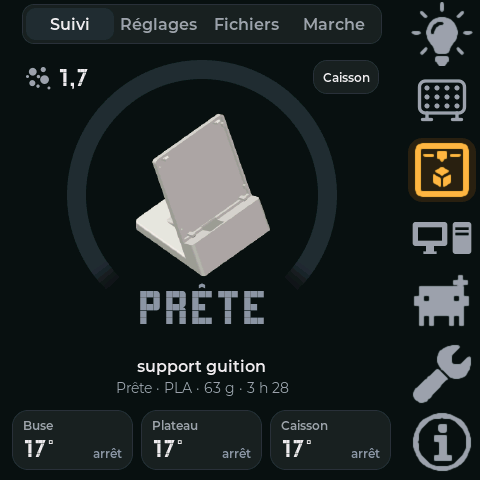 Suivi Réglages Fichiers Marche
1,7
Caisson
PRÊTE
support guition
Prête · PLA · 63 g · 3 h 28
Buse Plateau Caisson
17° arrêt 17° arrêt 17° arrêt